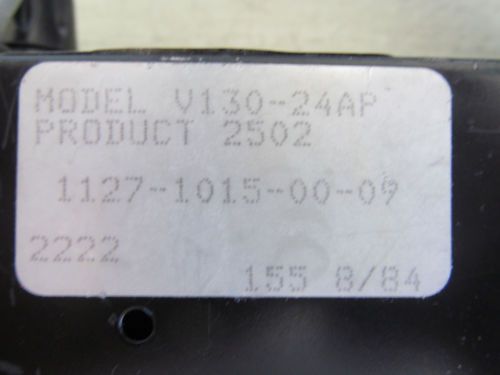 MODEL V130-24AP
PRODUCT 2502
1127-1015-00-09
2222
155 8/84